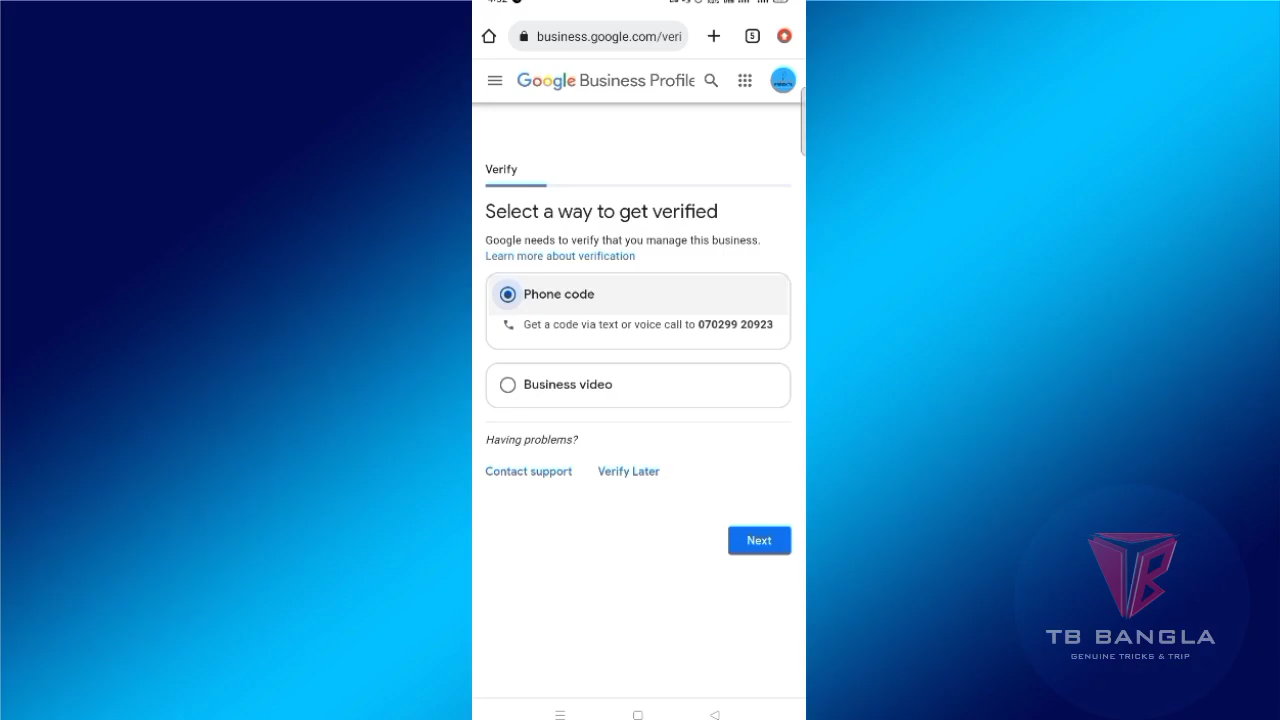 business.google.com/veri
5
Google Business Profile
Verify
Select a way to get verified
Google needs to verify that you manage this business.
Learn more about verification
Phone code
Get a code via text or voice call to 070299 20923
Business video
Having problems?
Contact support Verify Later
Next
TB BANGLA
GENUINE TRICKS & TRIP